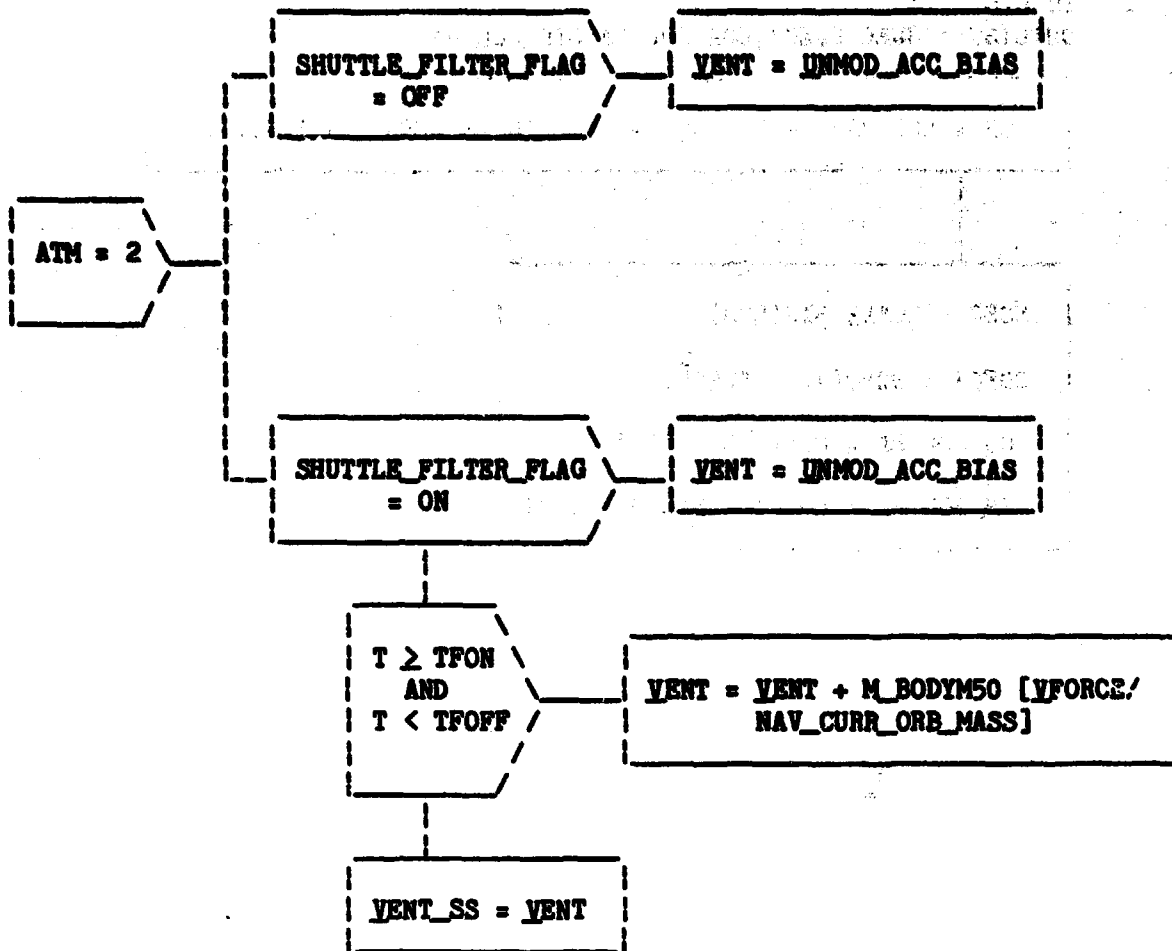 SHUTTLE_FILTER_FLAG
= OFF
VENT = UNMOD_ACC_BIAS
ATM = 2
SHUTTLE_FILTER_FLAG
= ON
VENT = UNMOD_ACC_BIAS
T ≥ TFON
AND
T < TFOFF
VENT = VENT + M_BODYM50 [VFORCE/
NAV_CURR_ORB_MASS]
VENT_SS = VENT